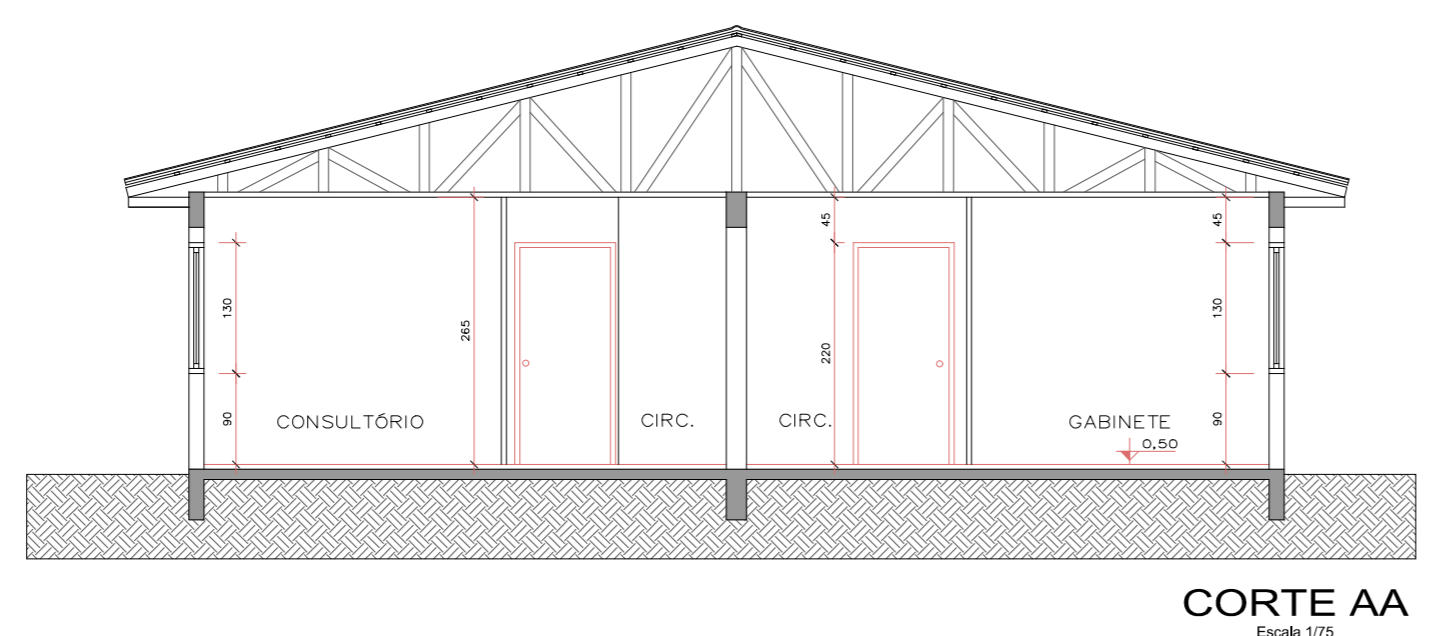 45
45
130
265
220
130
90
CONSULTÓRIO
CIRC.
CIRC.
GABINETE
90
0,50
CORTE AA
Escala 1/75